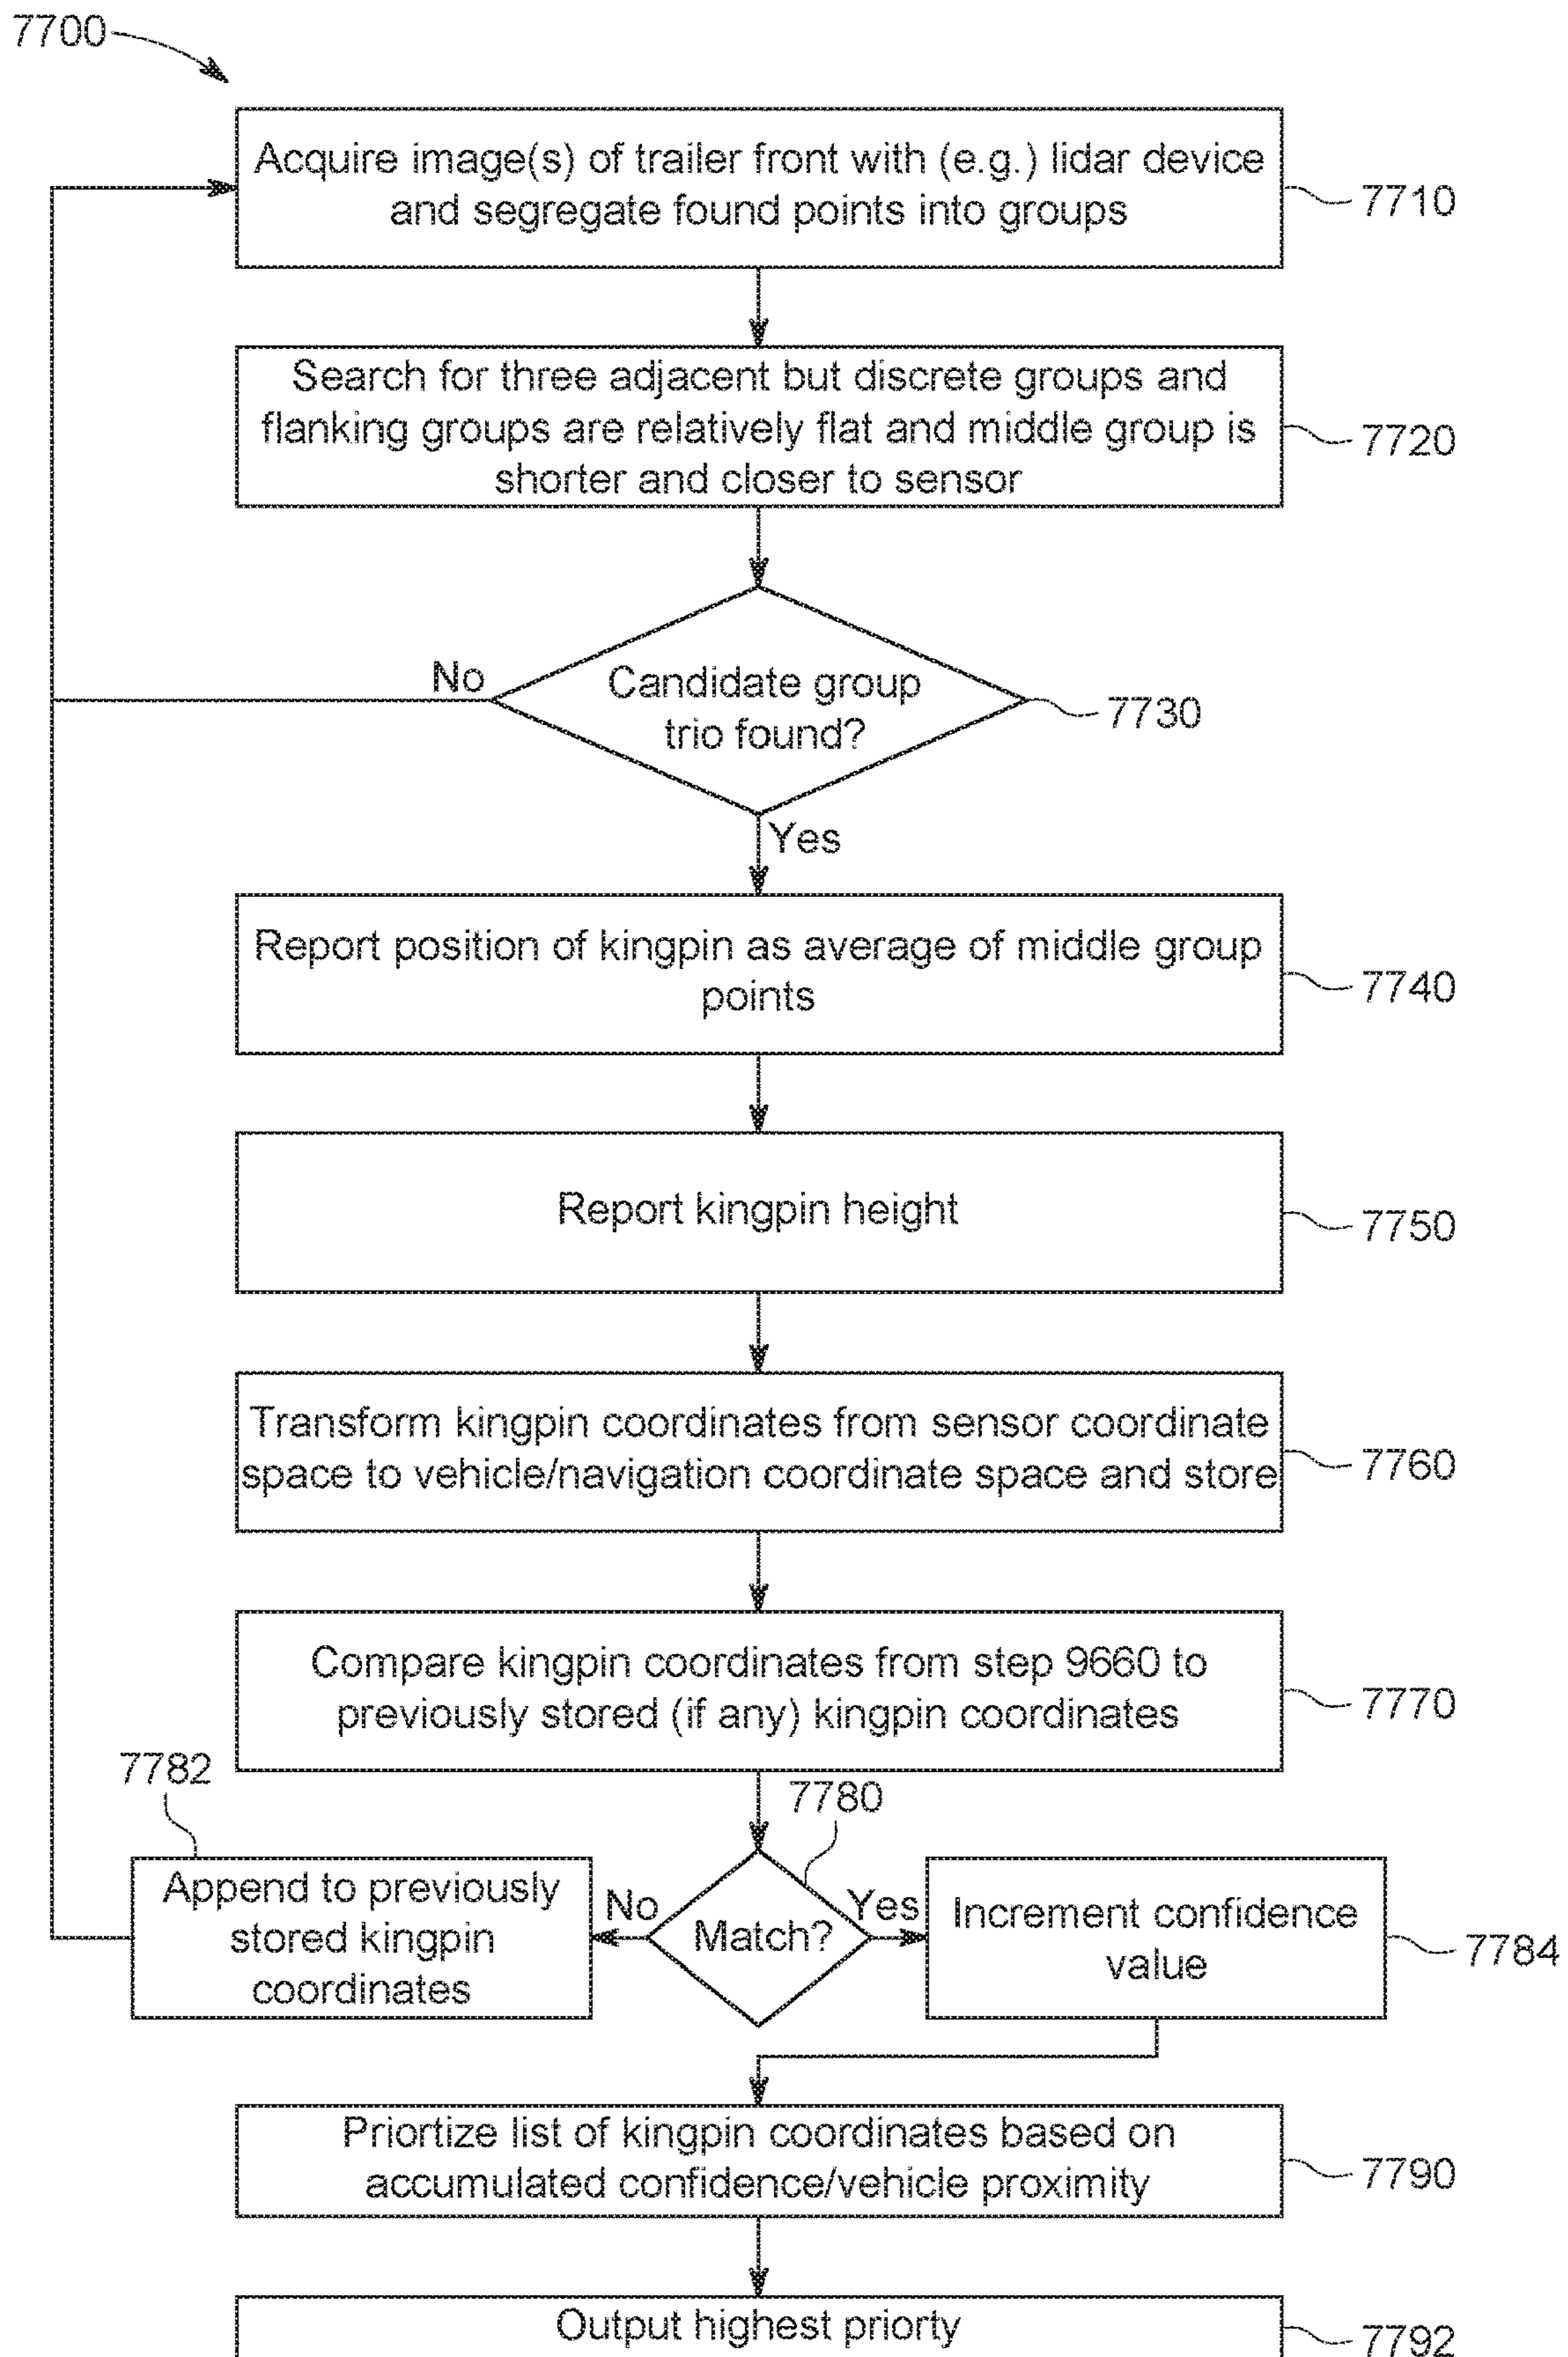 7700
Acquire image(s) of trailer front with (e.g.) lidar device
and segregate found points into groups
7710
Search for three adjacent but discrete groups and
flanking groups are relatively flat and middle group is
shorter and closer to sensor
7720
No
Candidate group
trio found?
7730
Yes
Report position of kingpin as average of middle group
points
7740
Report kingpin height
7750
Transform kingpin coordinates from sensor coordinate
space to vehicle/navigation coordinate space and store
7760
Compare kingpin coordinates from step 9660 to
previously stored (if any) kingpin coordinates
7770
7782
7780
Append to previously
stored kingpin
coordinates
No
Match?
Yes
Increment confidence
value
7784
Priortize list of kingpin coordinates based on
accumulated confidence/vehicle proximity
7790
Output highest priorty
7792